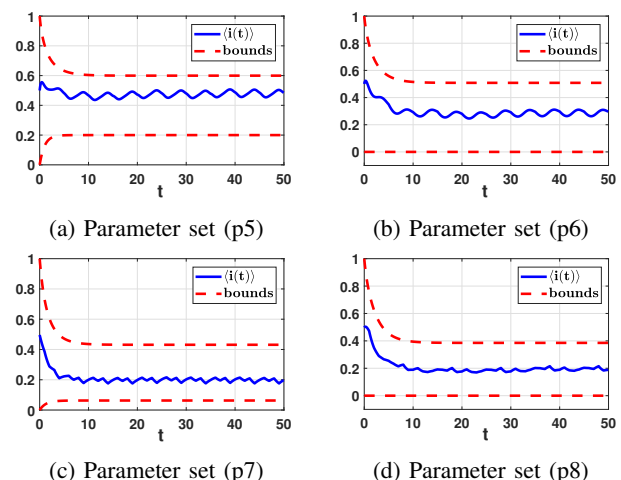 1
0.8
0.6
0.4
0.2
0
0 10 20 30 40 50
t
⟨i(t)⟩
bounds
(a) Parameter set (p5)
1
0.8
0.6
0.4
0.2
0
0 10 20 30 40 50
t
⟨i(t)⟩
bounds
(b) Parameter set (p6)
1
0.8
0.6
0.4
0.2
0
0 10 20 30 40 50
t
⟨i(t)⟩
bounds
(c) Parameter set (p7)
1
0.8
0.6
0.4
0.2
0
0 10 20 30 40 50
t
⟨i(t)⟩
bounds
(d) Parameter set (p8)